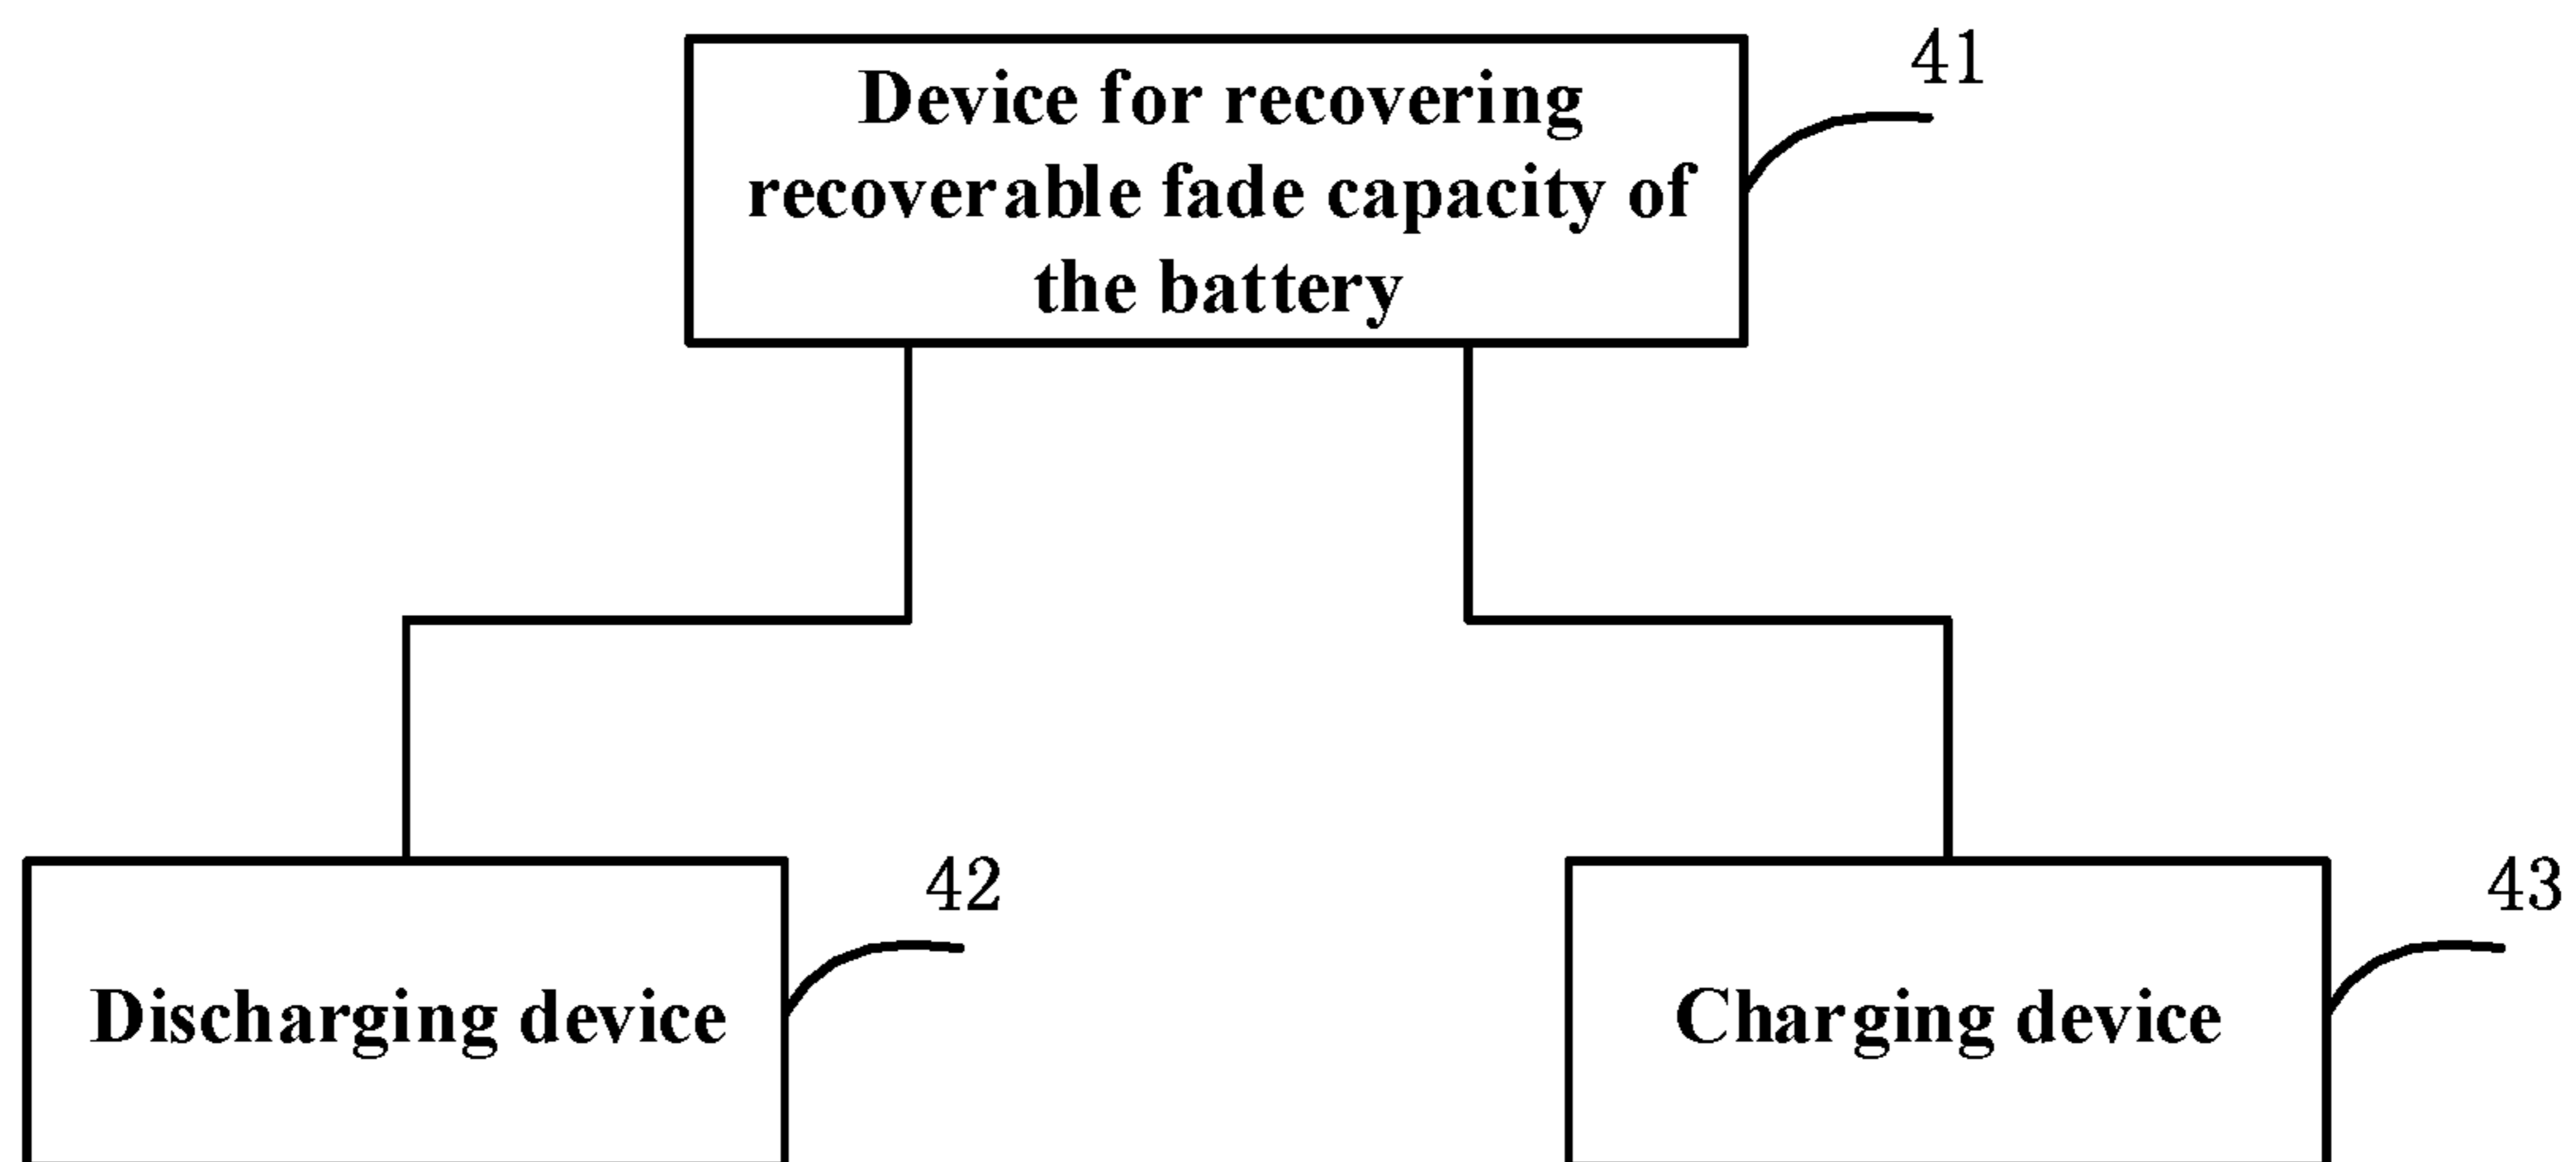 Device for recovering
recoverable fade capacity of
the battery
41
Discharging device
42
Charging device
43